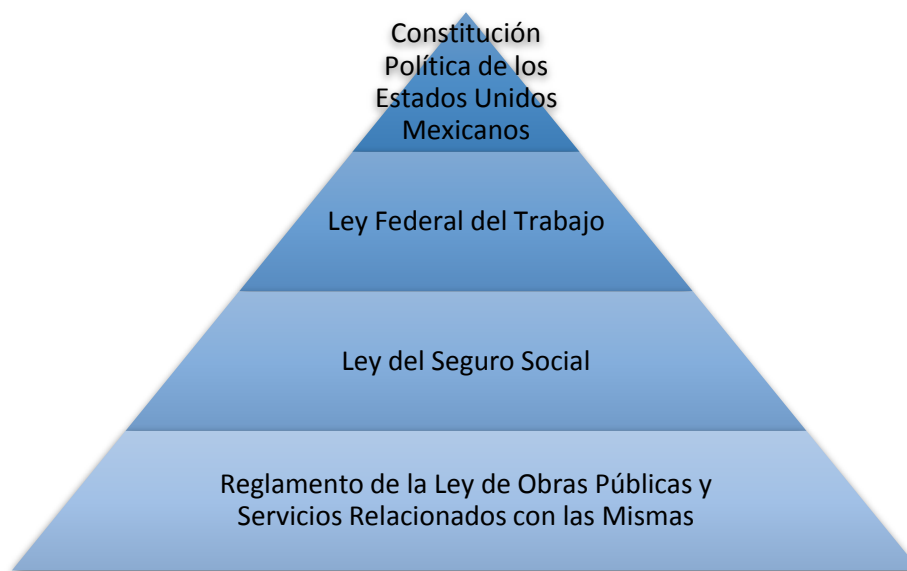 Constitución
Política de los
Estados Unidos
Mexicanos
Ley Federal del Trabajo
Ley del Seguro Social
Reglamento de la Ley de Obras Públicas y
Servicios Relacionados con las Mismas